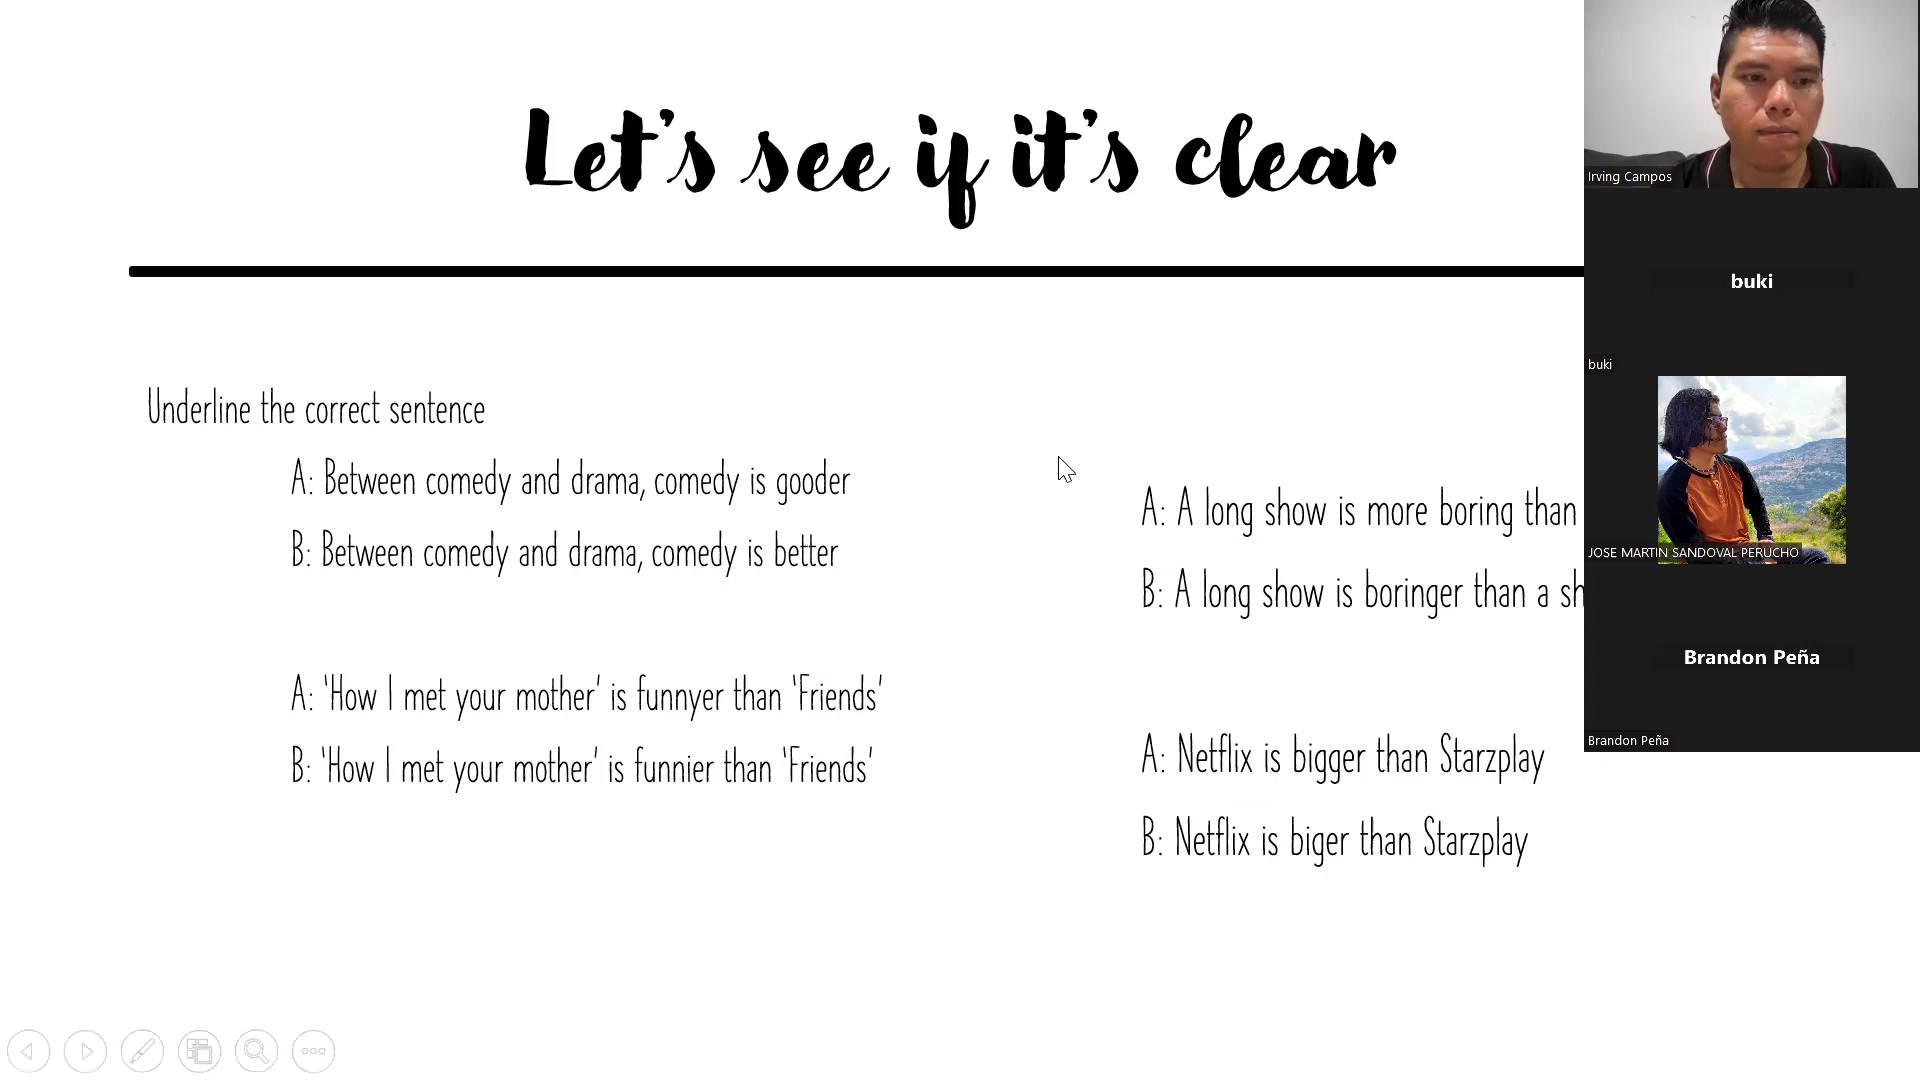 Let's see if it's clear
Underline the correct sentence
A: Between comedy and drama, comedy is gooder
B: Between comedy and drama, comedy is better
A: 'How I met your mother' is funnyer than 'Friends'
B: 'How I met your mother' is funnier than 'Friends'
A: A long show is more boring than
B: A long show is boringer than a sh
A: Netflix is bigger than Starzplay
B: Netflix is biger than Starzplay
Irving Campos
buki
buki
JOSE MARTIN SANDOVAL PERUCHO
Brandon Peña
Brandon Peña